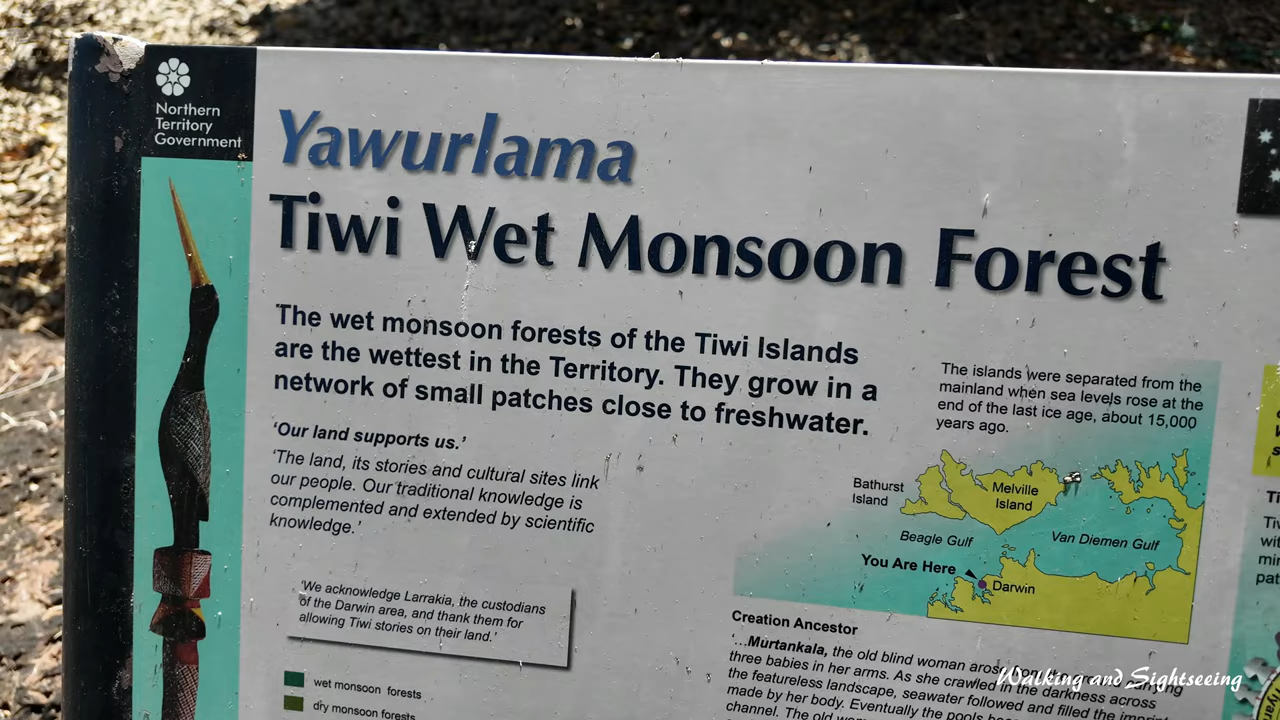 Northern
Territory
Government
Yawurlama
Tiwi Wet Monsoon Forest
The wet monsoon forests of the Tiwi Islands
are the wettest in the Territory. They grow in a
network of small patches close to freshwater.
'Our land supports us.'
'The land, its stories and cultural sites link
our people. Our traditional knowledge is
complemented and extended by scientific
knowledge.'
'We acknowledge Larrakia, the custodians
of the Darwin area, and thank them for
allowing Tiwi stories on their land.'
wet monsoon forests
dry monsoon forests
The islands were separated from the
mainland when sea levels rose at the
end of the last ice age, about 15,000
years ago.
Bathurst
Island
Melville
Island
Beagle Gulf
Van Diemen Gulf
You Are Here
Darwin
Creation Ancestor
'...Murtankala, the old blind woman arose
three babies in her arms. As she crawled in the darkness across
the featureless landscape, seawater followed and filled the
made by her body. Eventually the pools
channel. The old
Walking and Sightseeing